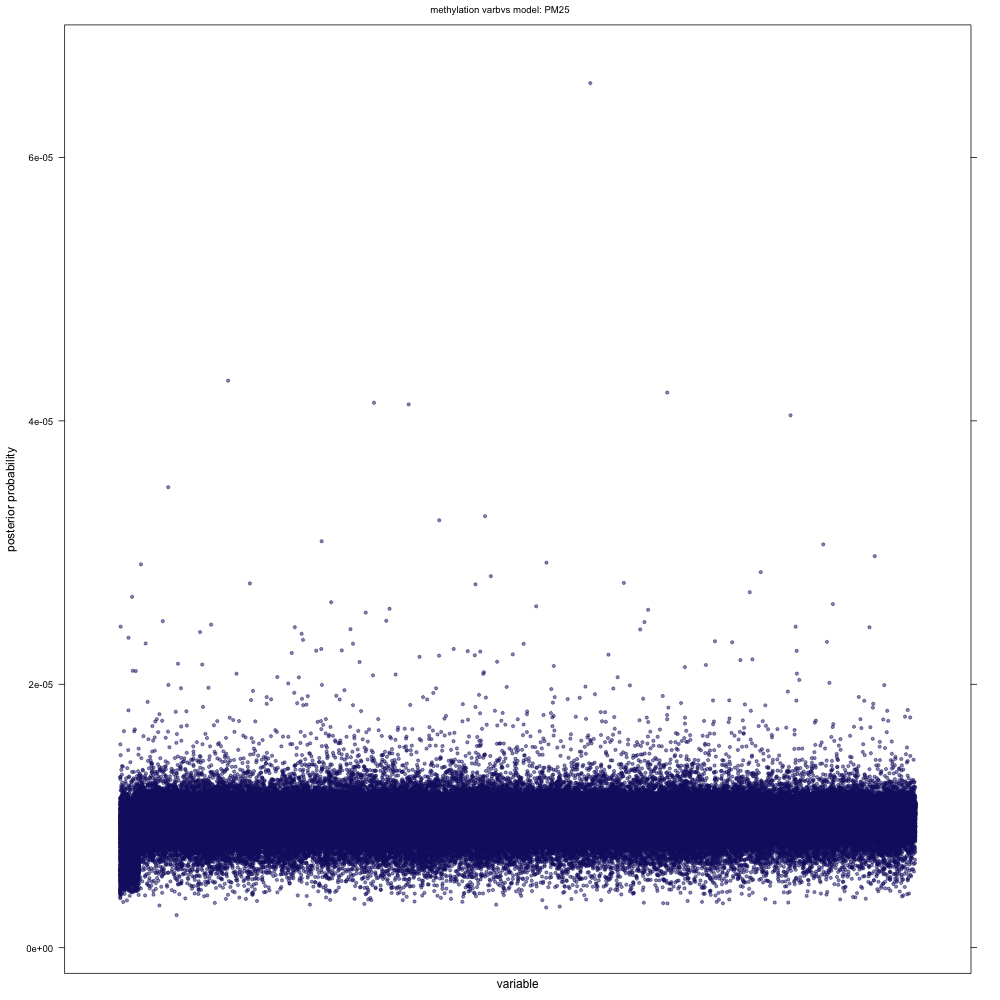 methylation varbvs model: PM25
6e-05
4e-05
posterior probability
2e-05
0e+00
variable